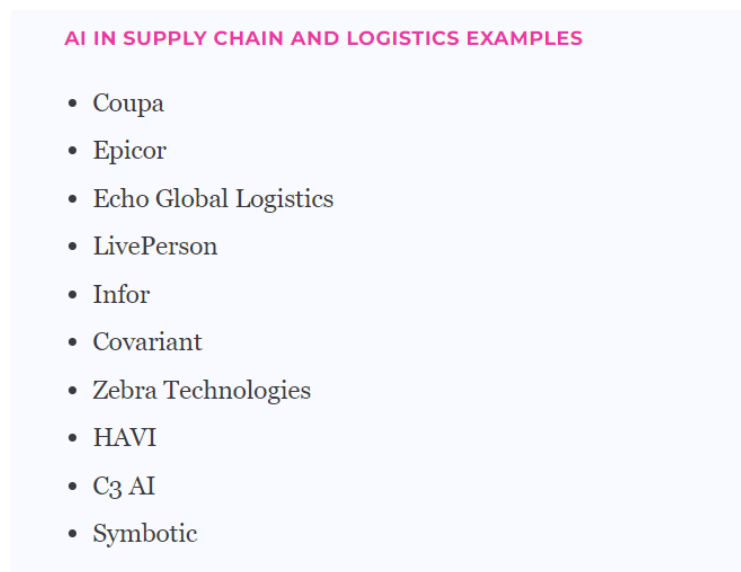 AI IN SUPPLY CHAIN AND LOGISTICS EXAMPLES
• Coupa
• Epicor
• Echo Global Logistics
• LivePerson
• Infor
• Covariant
• Zebra Technologies
• HAVI
• C3 AI
• Symbotic